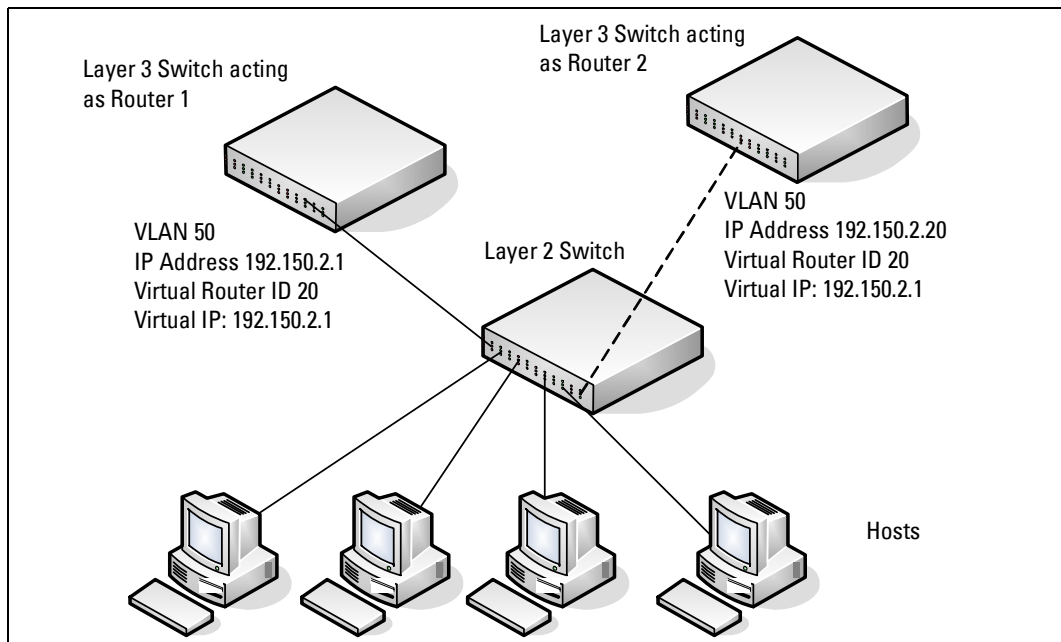 Layer 3 Switch acting
as Router 1
Layer 3 Switch acting
as Router 2
VLAN 50
IP Address 192.150.2.1
Virtual Router ID 20
Virtual IP: 192.150.2.1
Layer 2 Switch
VLAN 50
IP Address 192.150.2.20
Virtual Router ID 20
Virtual IP: 192.150.2.1
Hosts